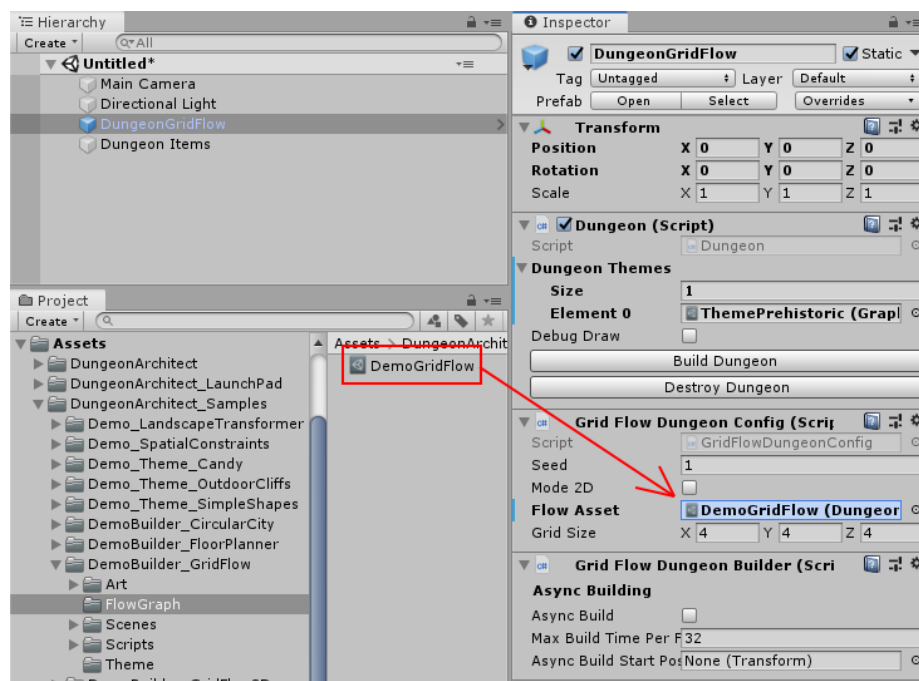 Hierarchy
Create
All
Untitled*
Main Camera
Directional Light
DungeonGridFlow
Dungeon Items
Project
Create
Assets
DungeonArchitect
DungeonArchitect_LaunchPad
DungeonArchitect_Samples
Demo_LandscapeTransformer
Demo_SpatialConstraints
Demo_Theme_Candy
Demo_Theme_OutdoorCliffs
Demo_Theme_SimpleShapes
DemoBuilder_CircularCity
DemoBuilder_FloorPlanner
DemoBuilder_GridFlow
Art
FlowGraph
Scenes
Scripts
Theme
Assets > DungeonArchit
DemoGridFlow
Inspector
DungeonGridFlow Static
Tag Untagged Layer Default
Prefab Open Select Overrides
Transform
Position X 0 Y 0 Z 0
Rotation X 0 Y 0 Z 0
Scale X 1 Y 1 Z 1
Dungeon (Script)
Script Dungeon
Dungeon Themes
Size 1
Element 0 ThemePrehistoric (Grapl
Debug Draw
Build Dungeon
Destroy Dungeon
Grid Flow Dungeon Config (Scrip
Script GridFlowDungeonConfig
Seed 1
Mode 2D
Flow Asset DemoGridFlow (Dungeor
Grid Size X 4 Y 4 Z 4
Grid Flow Dungeon Builder (Scri
Async Building
Async Build
Max Build Time Per F 32
Async Build Start Pos None (Transform)